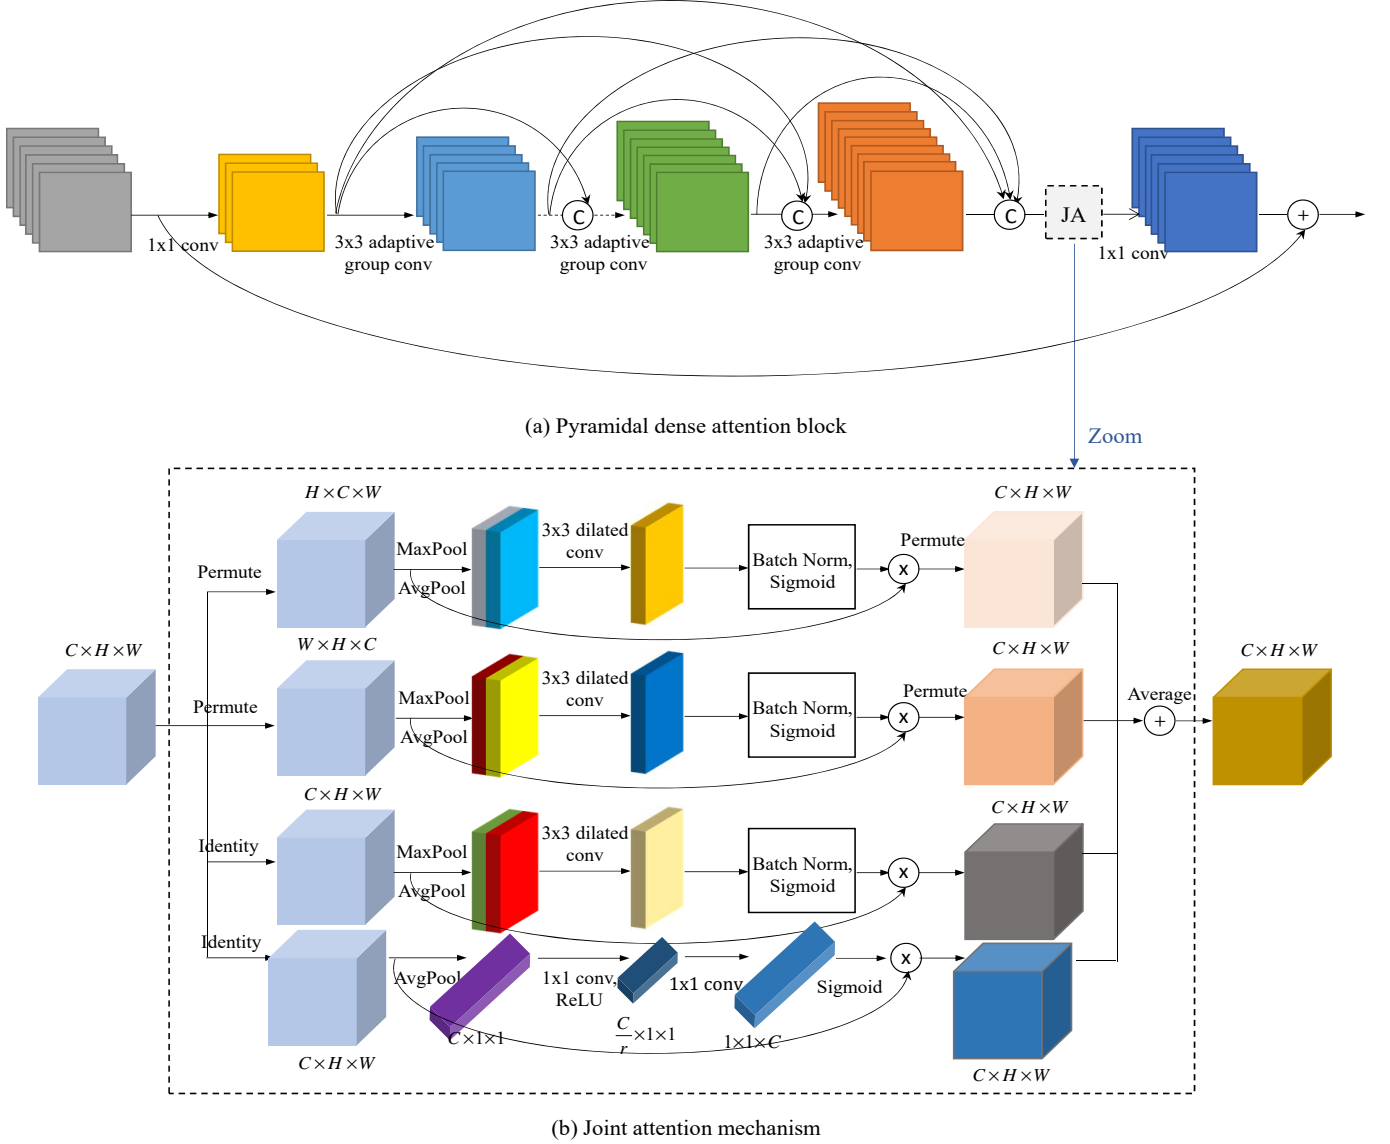 C
C
C
JA
+
1x1 conv
3x3 adaptive
group conv
3x3 adaptive
group conv
3x3 adaptive
group conv
1x1 conv
(a) Pyramidal dense attention block
Zoom
H×C×W
C×H×W
Permute
MaxPool
AvgPool
3x3 dilated
conv
Batch Norm,
Sigmoid
x
Permute
C×H×W
W×H×C
C×H×W
C×H×W
Permute
MaxPool
AvgPool
3x3 dilated
conv
Batch Norm,
Sigmoid
x
Permute
Average
+
C×H×W
C×H×W
Identity
MaxPool
AvgPool
3x3 dilated
conv
Batch Norm,
Sigmoid
x
Identity
AvgPool
C×1×1
1x1 conv,
ReLU
C/r ×1×1
1x1 conv
1×1×C
Sigmoid
x
C×H×W
C×H×W
(b) Joint attention mechanism